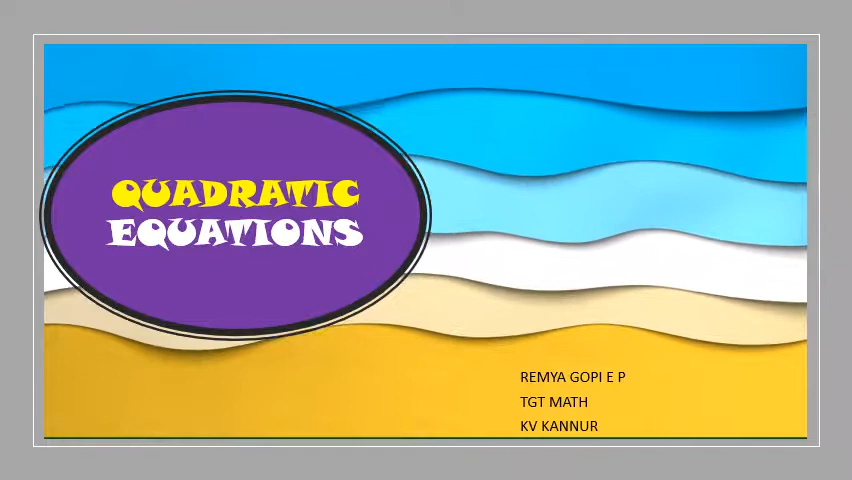 QUADRATIC
EQUATIONS
REMYA GOPI E P
TGT MATH
KV KANNUR